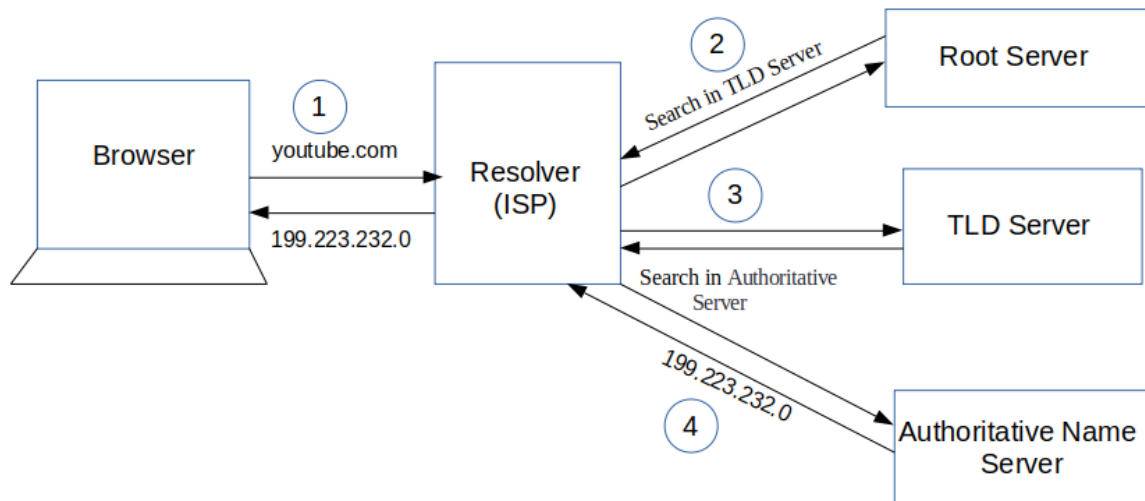 Browser
1
youtube.com
199.223.232.0
Resolver
(ISP)
2
Search in TLD Server
Root Server
3
TLD Server
Search in Authoritative
Server
199.223.232.0
4
Authoritative Name
Server